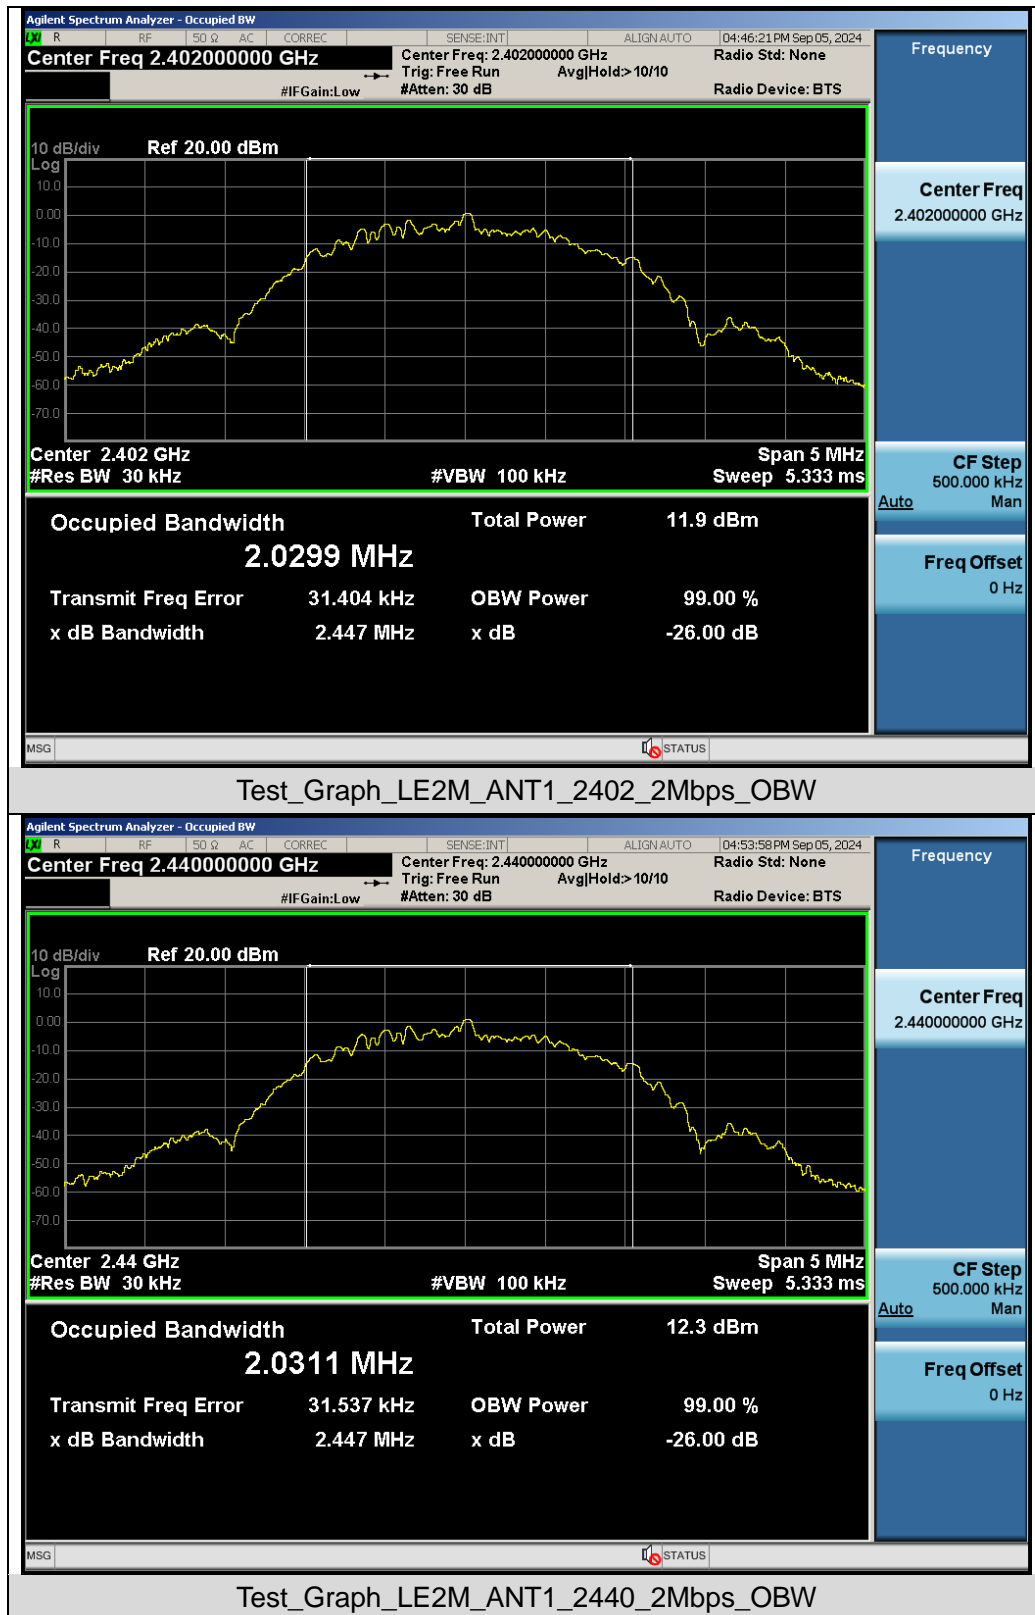 Agilent Spectrum Analyzer - Occupied BW
LXI R RF 50 Ω AC CORREC SENSE:INT ALIGN AUTO 04:46:21 PM Sep 05, 2024
Center Freq 2.402000000 GHz
Center Freq: 2.402000000 GHz Radio Std: None
Trig: Free Run Avg|Hold:> 10/10
#IFGain:Low #Atten: 30 dB Radio Device: BTS
Frequency
10 dB/div Ref 20.00 dBm
Log
10.0
0.00
-10.0
-20.0
-30.0
-40.0
-50.0
-60.0
-70.0
Center 2.402 GHz Span 5 MHz
#Res BW 30 kHz #VBW 100 kHz Sweep 5.333 ms
Center Freq
2.402000000 GHz
CF Step
500.000 kHz
Auto Man
Freq Offset
0 Hz
Occupied Bandwidth Total Power 11.9 dBm
2.0299 MHz
Transmit Freq Error 31.404 kHz OBW Power 99.00 %
x dB Bandwidth 2.447 MHz x dB -26.00 dB
MSG STATUS
Test_Graph_LE2M_ANT1_2402_2Mbps_OBW
Agilent Spectrum Analyzer - Occupied BW
LXI R RF 50 Ω AC CORREC SENSE:INT ALIGN AUTO 04:53:58 PM Sep 05, 2024
Center Freq 2.440000000 GHz
Center Freq: 2.440000000 GHz Radio Std: None
Trig: Free Run Avg|Hold:> 10/10
#IFGain:Low #Atten: 30 dB Radio Device: BTS
Frequency
10 dB/div Ref 20.00 dBm
Log
10.0
0.00
-10.0
-20.0
-30.0
-40.0
-50.0
-60.0
-70.0
Center 2.44 GHz Span 5 MHz
#Res BW 30 kHz #VBW 100 kHz Sweep 5.333 ms
Center Freq
2.440000000 GHz
CF Step
500.000 kHz
Auto Man
Freq Offset
0 Hz
Occupied Bandwidth Total Power 12.3 dBm
2.0311 MHz
Transmit Freq Error 31.537 kHz OBW Power 99.00 %
x dB Bandwidth 2.447 MHz x dB -26.00 dB
MSG STATUS
Test_Graph_LE2M_ANT1_2440_2Mbps_OBW